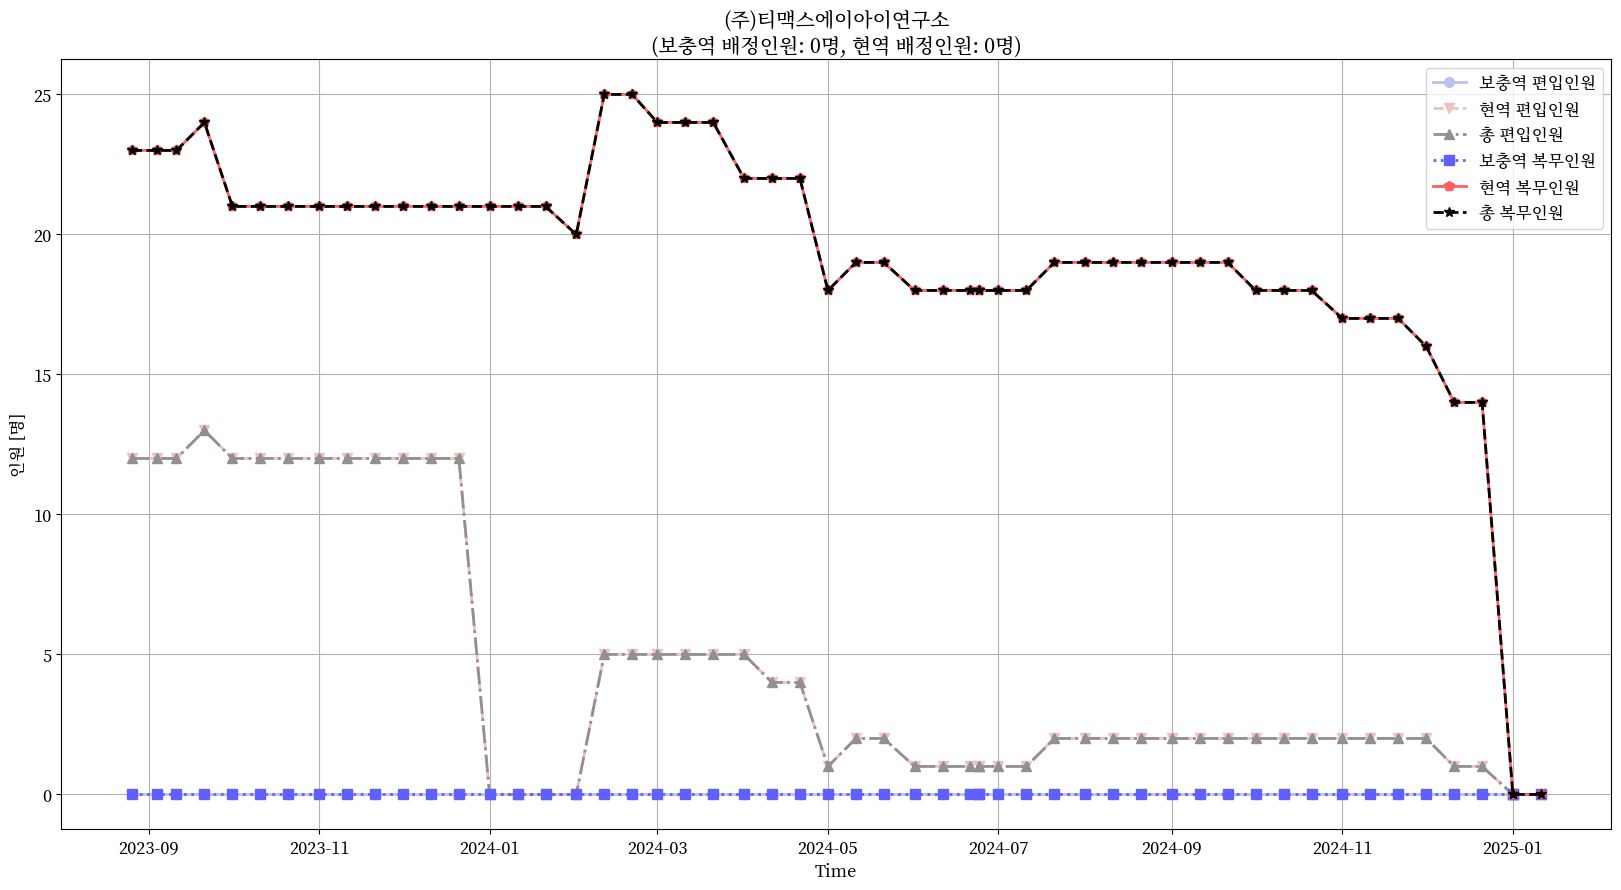 (주)티맥스에이아이연구소
(보충역 배정인원: 0명, 현역 배정인원: 0명)
보충역 편입인원
현역 편입인원
총 편입인원
보충역 복무인원
현역 복무인원
총 복무인원
인원 [명]
25
20
15
10
5
0
2023-09
2023-11
2024-01
2024-03
2024-05
2024-07
2024-09
2024-11
2025-01
Time